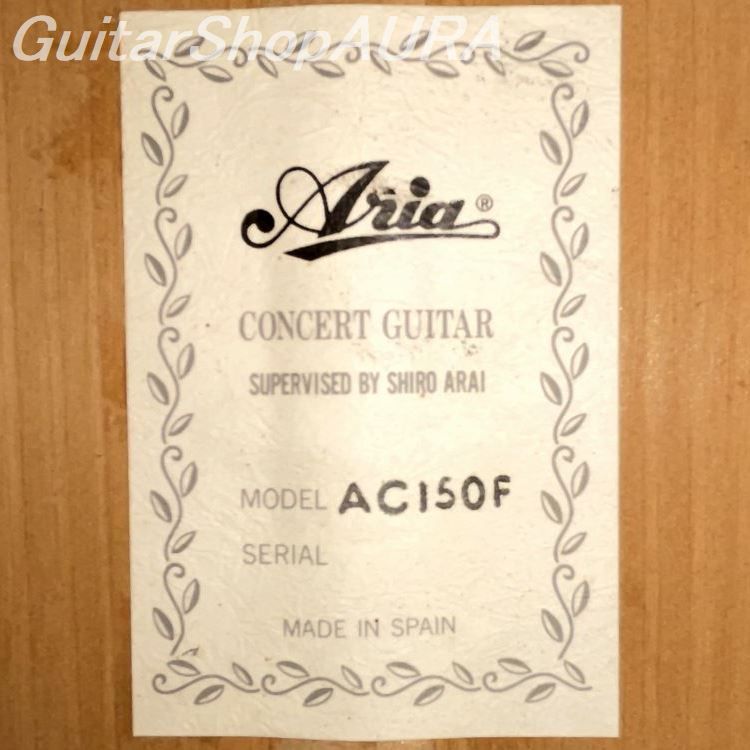 GuitarShopAURA
Aria®
CONCERT GUITAR
SUPERVISED BY SHIRO ARAI
MODEL AC150F
SERIAL
MADE IN SPAIN